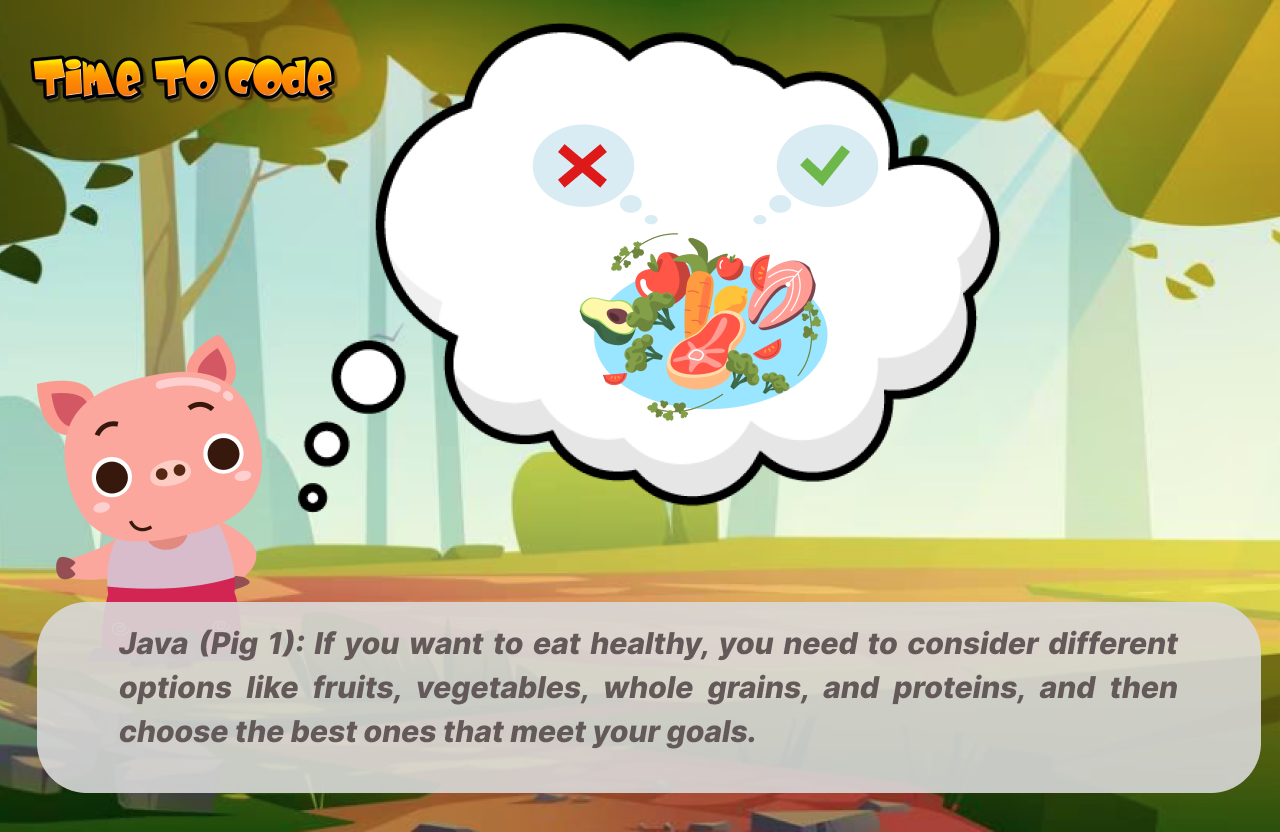 Time To Code
Java (Pig 1): If you want to eat healthy, you need to consider different
options like fruits, vegetables, whole grains, and proteins, and then
choose the best ones that meet your goals.